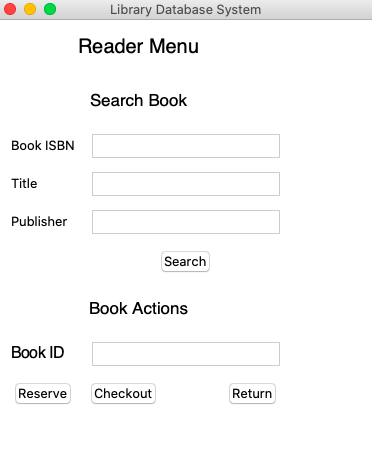 Library Database System
Reader Menu
Search Book
Book ISBN
Title
Publisher
Search
Book Actions
Book ID
Reserve Checkout Return